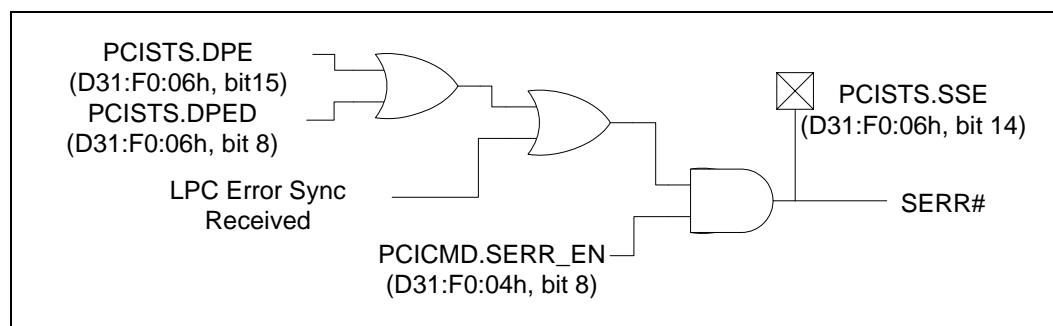 PCISTS.DPE
(D31:F0:06h, bit15)
PCISTS.DPED
(D31:F0:06h, bit 8)
LPC Error Sync
Received
PCICMD.SERR_EN
(D31:F0:04h, bit 8)
PCISTS.SSE
(D31:F0:06h, bit 14)
SERR#